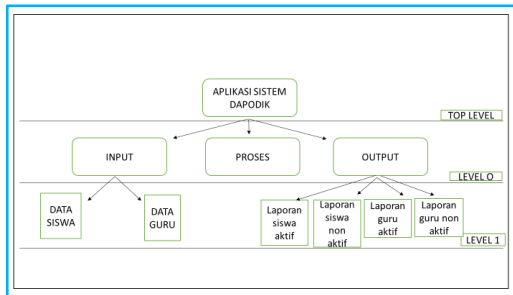 APLIKASI SISTEM
DAPODIK
TOP LEVEL
INPUT
PROSES
OUTPUT
LEVEL O
DATA
SISWA
DATA
GURU
Laporan
siswa
aktif
Laporan
siswa
non
aktif
Laporan
guru
aktif
Laporan
guru non
aktif
LEVEL 1